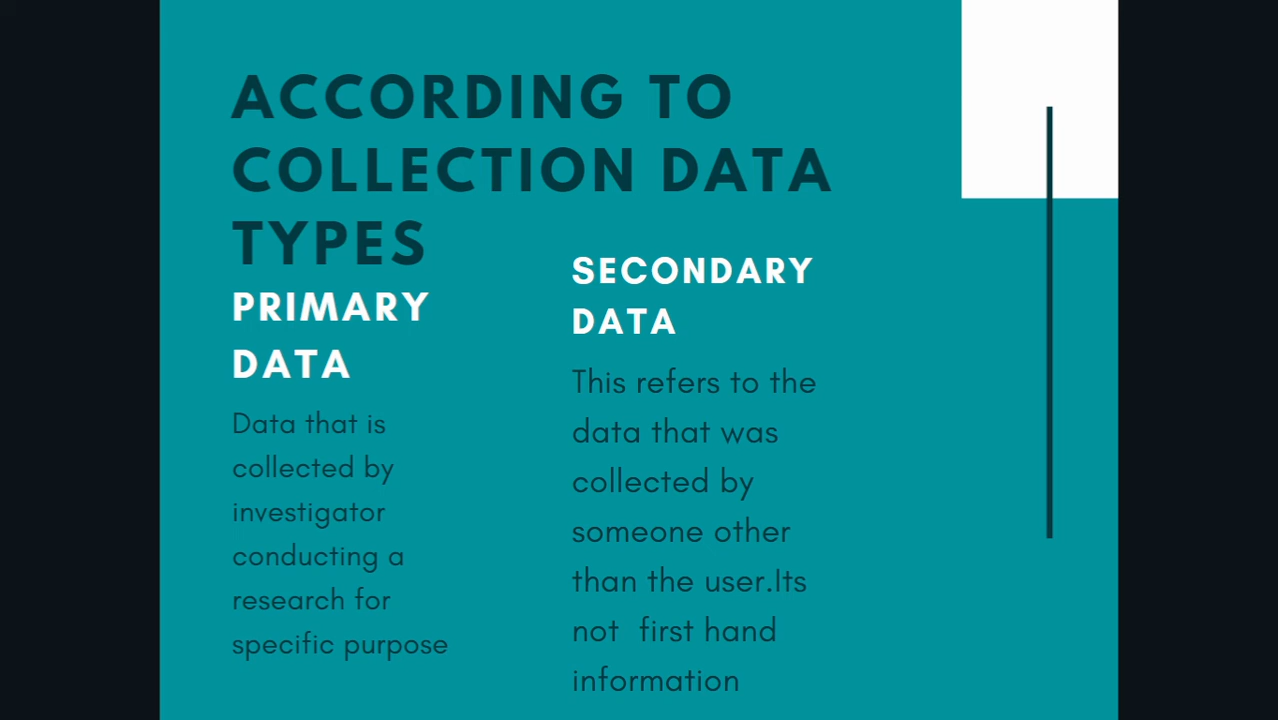 ACCORDING TO
COLLECTION DATA
TYPES
PRIMARY
DATA
Data that is
collected by
investigator
conducting a
research for
specific purpose
SECONDARY
DATA
This refers to the
data that was
collected by
someone other
than the user.Its
not  first hand
information